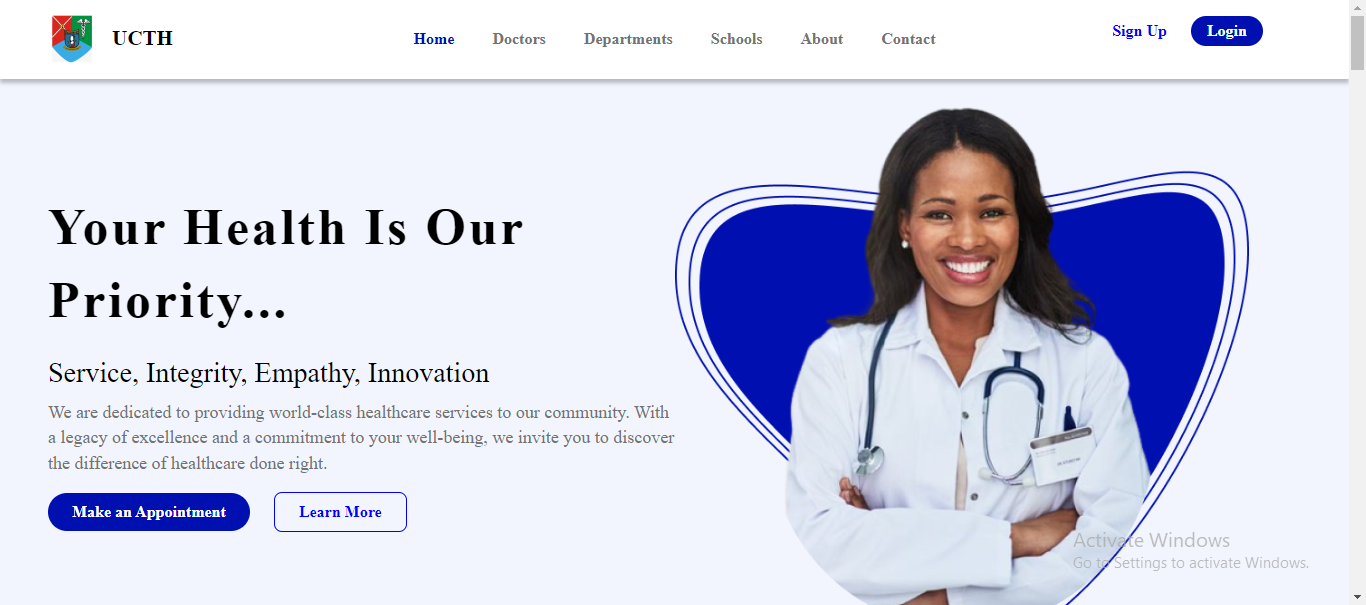 UCTH
Home Doctors Departments Schools About Contact
Sign Up Login
Your Health Is Our
Priority...
Service, Integrity, Empathy, Innovation
We are dedicated to providing world-class healthcare services to our community. With
a legacy of excellence and a commitment to your well-being, we invite you to discover
the difference of healthcare done right.
Make an Appointment Learn More
Activate Windows
Go to Settings to activate Windows.